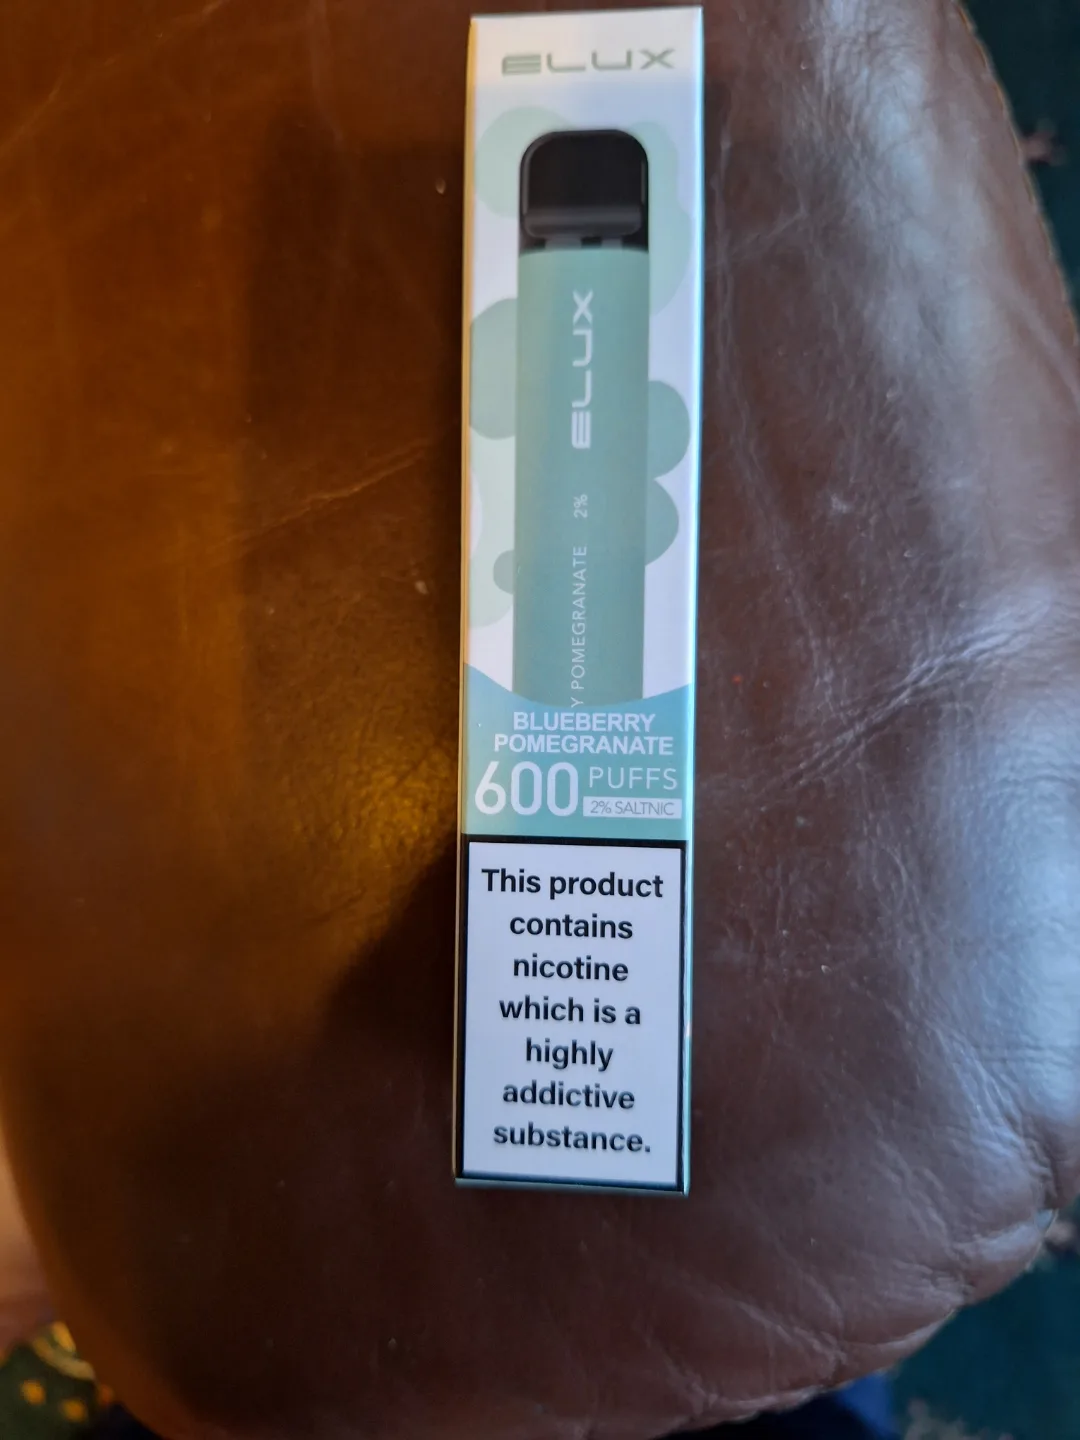 ELUX
ELUX
2%
Y POMEGRANATE
BLUEBERRY
POMEGRANATE
600 PUFFS
2% SALTNIC
This product
contains
nicotine
which is a
highly
addictive
substance.